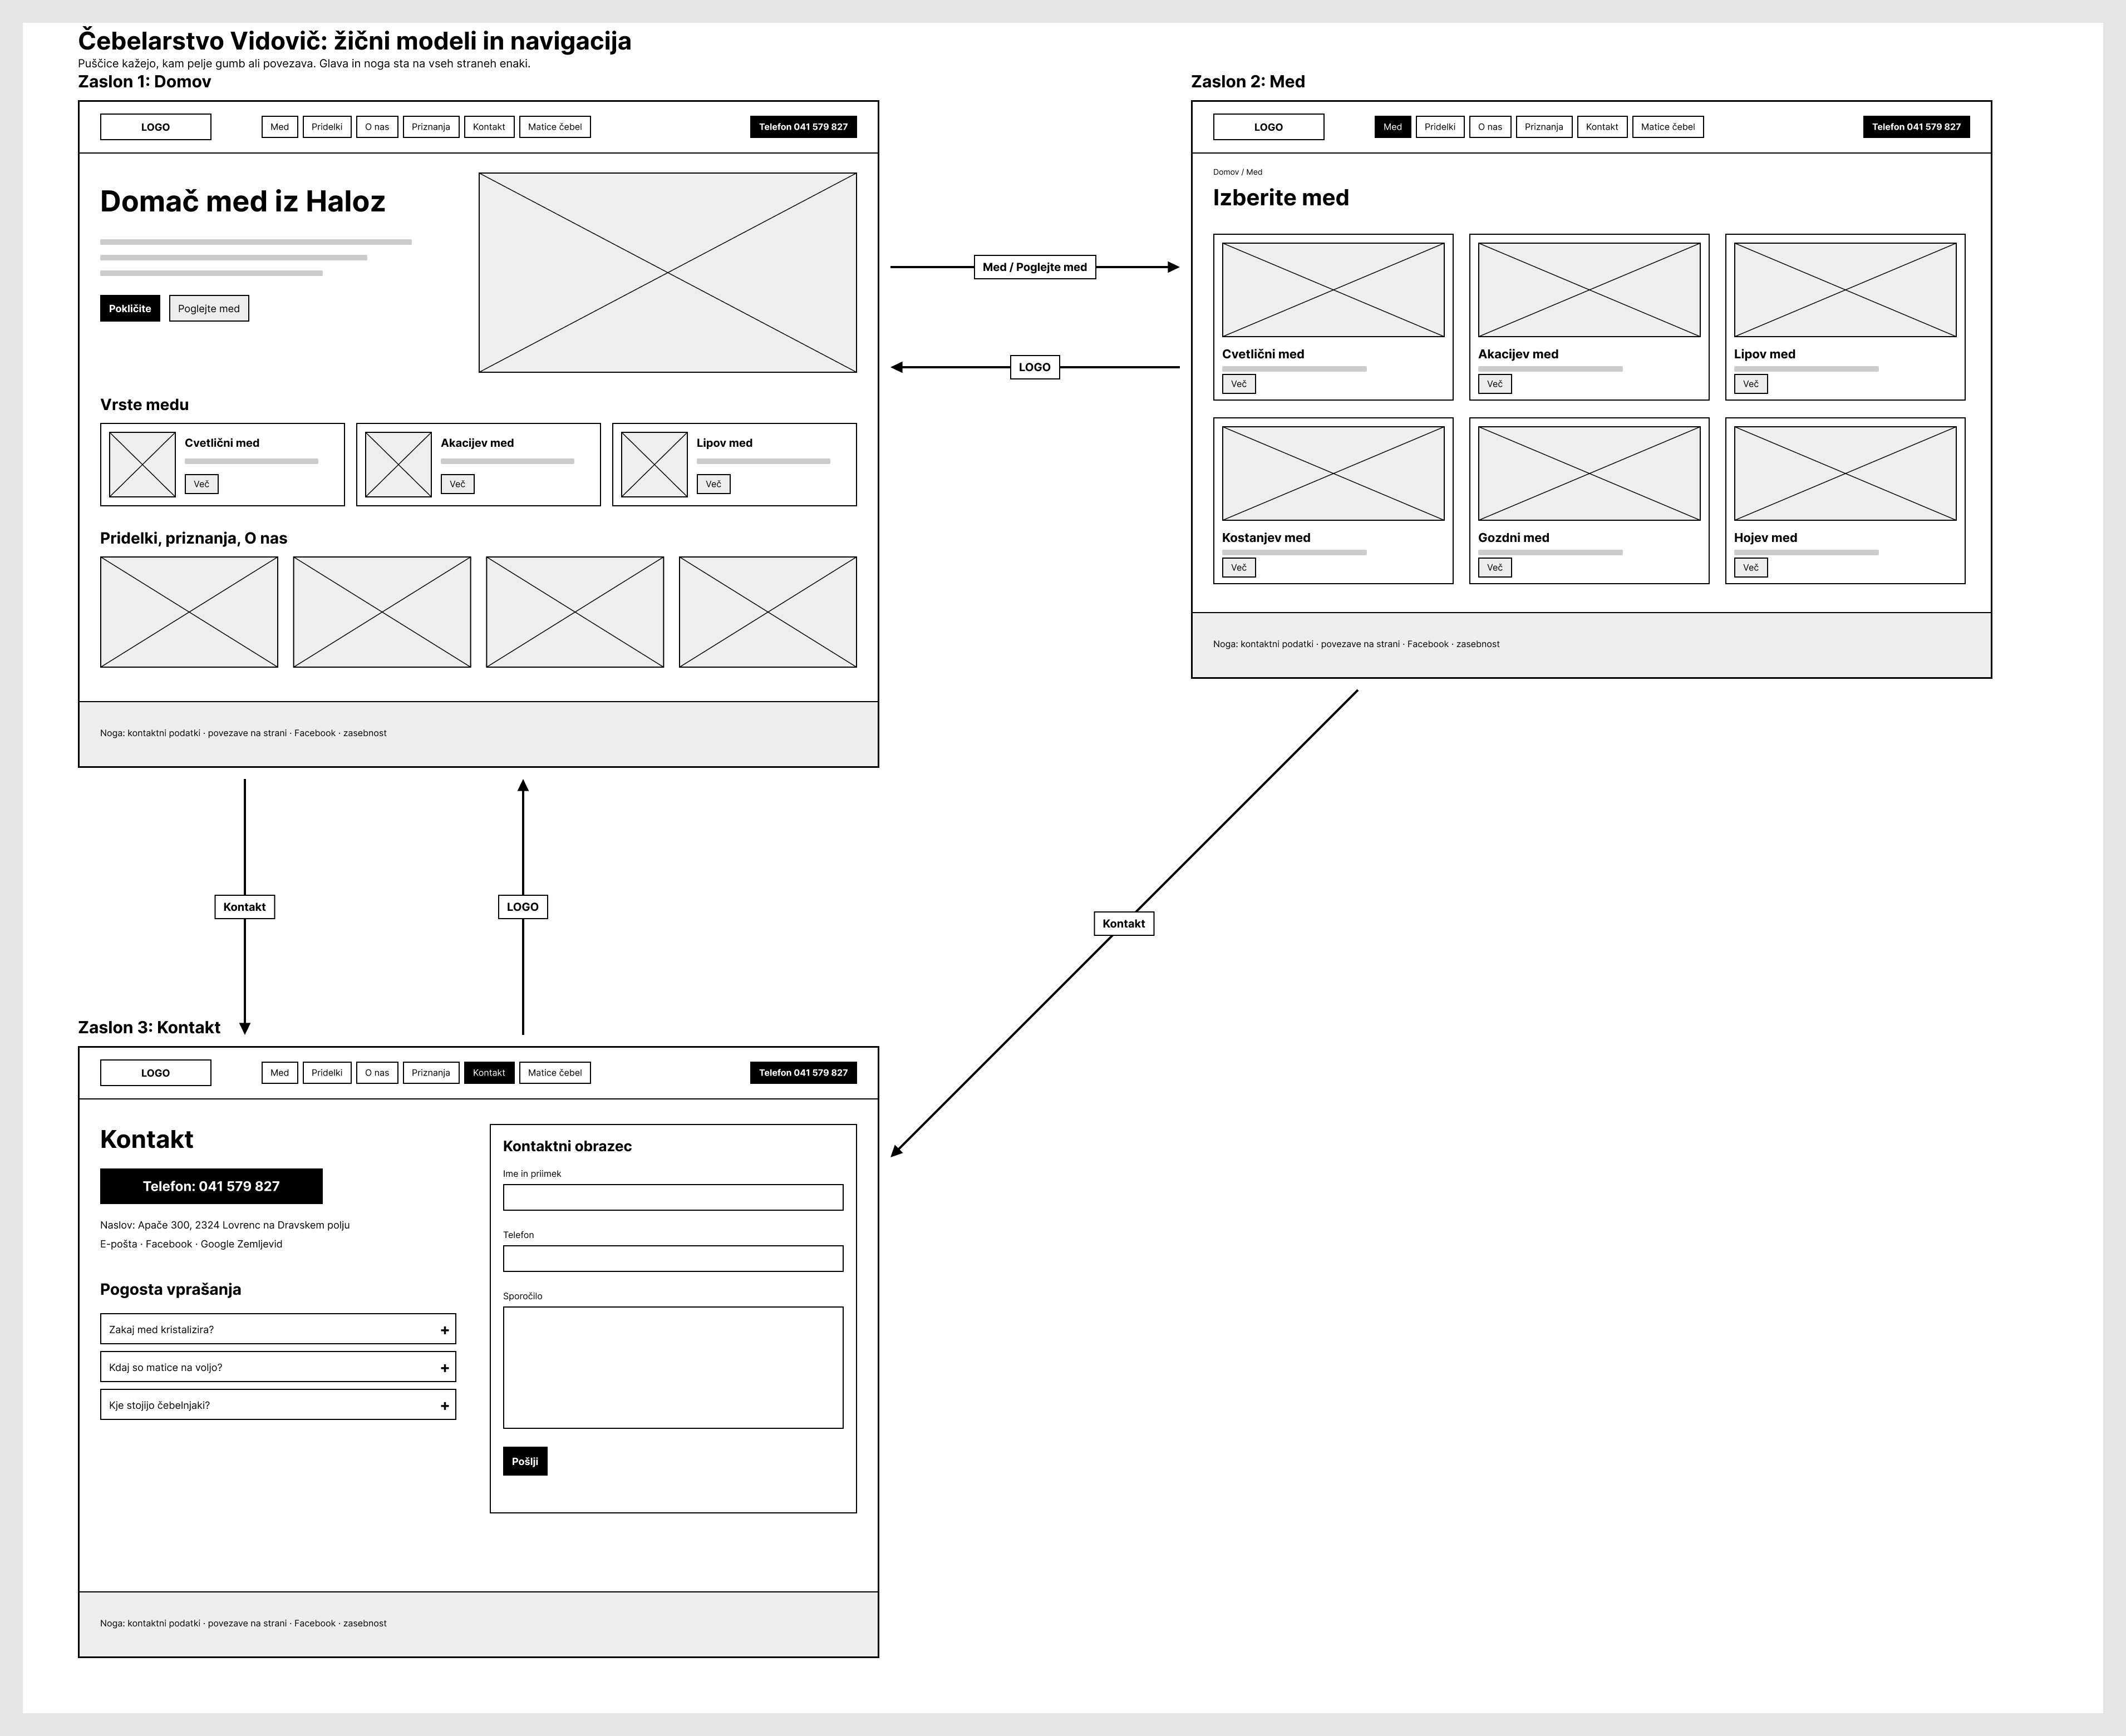 Čebelarstvo Vidovič: žični modeli in navigacija
Puščice kažejo, kam pelje gumb ali povezava. Glava in noga sta na vseh straneh enaki.
Zaslon 1: Domov
LOGO
Med
Pridelki
O nas
Priznanja
Kontakt
Matice čebel
Telefon 041 579 827
Domač med iz Haloz
Pokličite
Poglejte med
Vrste medu
Cvetlični med
Več
Akacijev med
Več
Lipov med
Več
Pridelki, priznanja, O nas
Noga: kontaktni podatki · povezave na strani · Facebook · zasebnost
Med / Poglejte med
LOGO
Zaslon 2: Med
LOGO
Med
Pridelki
O nas
Priznanja
Kontakt
Matice čebel
Telefon 041 579 827
Domov / Med
Izberite med
Cvetlični med
Več
Akacijev med
Več
Lipov med
Več
Kostanjev med
Več
Gozdni med
Več
Hojev med
Več
Noga: kontaktni podatki · povezave na strani · Facebook · zasebnost
Kontakt
LOGO
Kontakt
Zaslon 3: Kontakt
LOGO
Med
Pridelki
O nas
Priznanja
Kontakt
Matice čebel
Telefon 041 579 827
Kontakt
Telefon: 041 579 827
Naslov: Apače 300, 2324 Lovrenc na Dravskem polju
E-pošta · Facebook · Google Zemljevid
Pogosta vprašanja
Zakaj med kristalizira? +
Kdaj so matice na voljo? +
Kje stojijo čebelnjaki? +
Kontaktni obrazec
Ime in priimek
Telefon
Sporočilo
Pošlji
Noga: kontaktni podatki · povezave na strani · Facebook · zasebnost